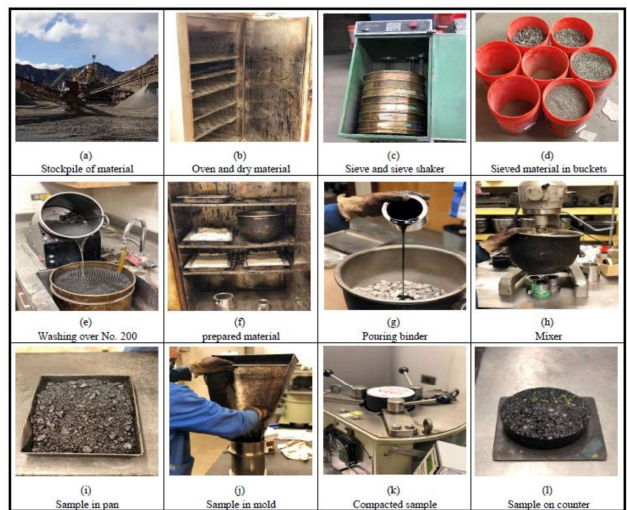 (a)
Stockpile of material
(b)
Oven and dry material
(c)
Sieve and sieve shaker
(d)
Sieved material in buckets
(e)
Washing over No. 200
(f)
prepared material
(g)
Pouring binder
(h)
Mixer
(i)
Sample in pan
(j)
Sample in mold
(k)
Compacted sample
(l)
Sample on counter